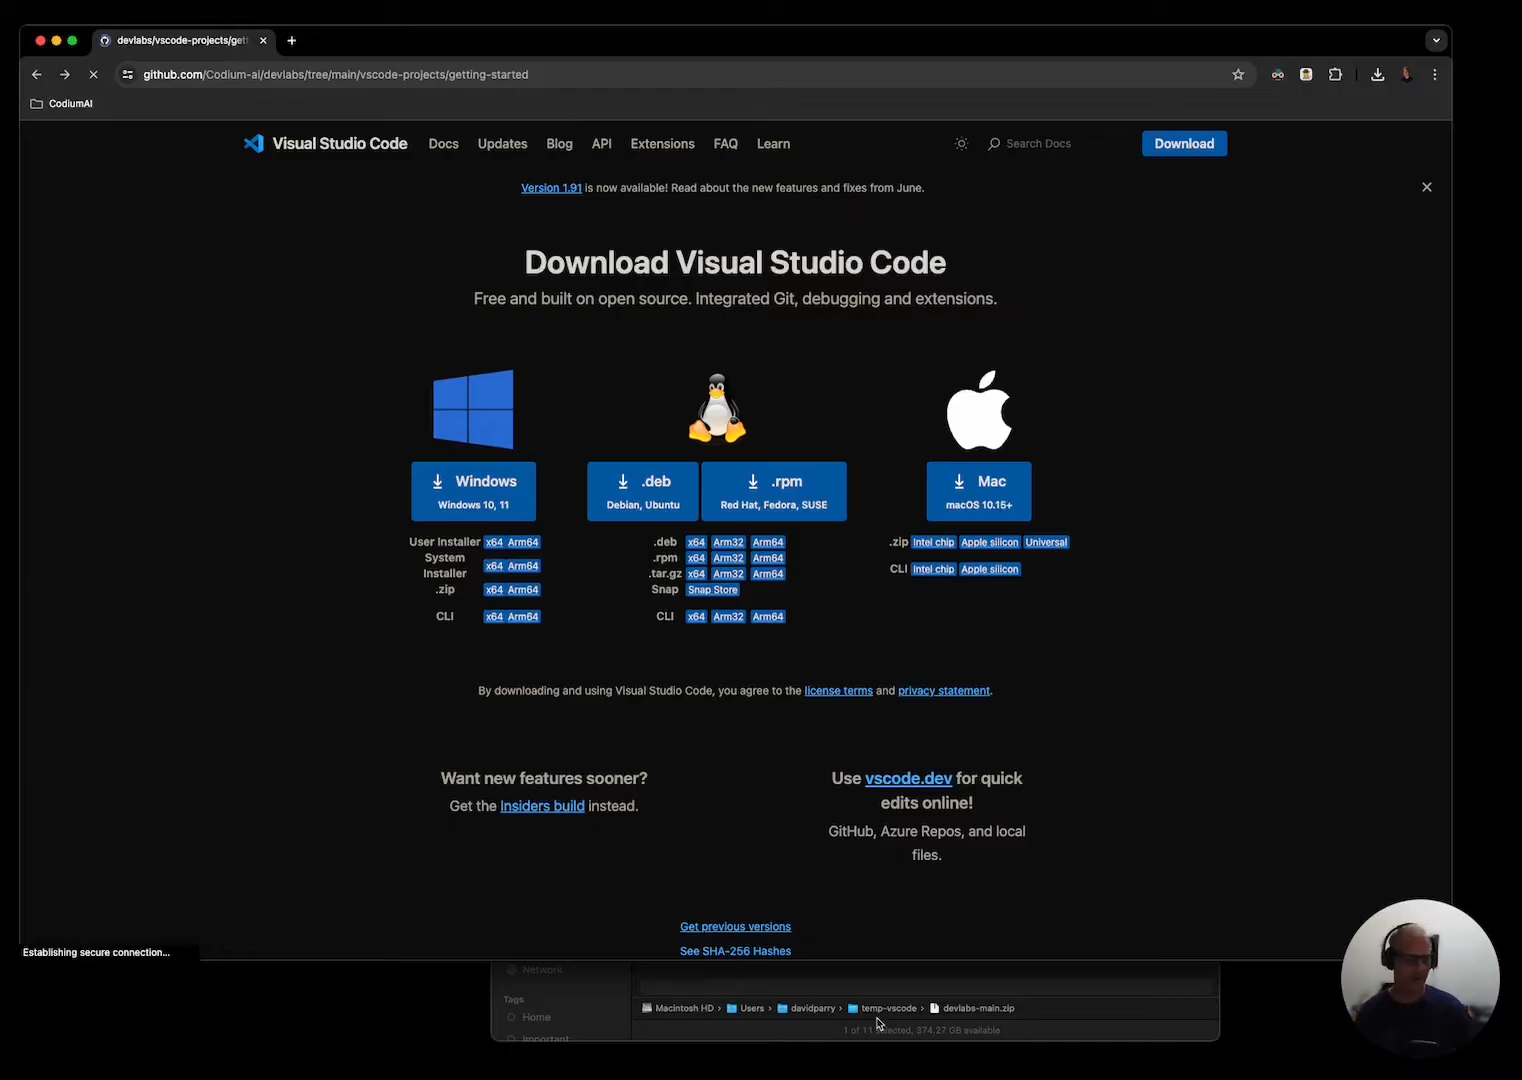 devlabs/vscode-projects/get
github.com/Codium-ai/devlabs/tree/main/vscode-projects/getting-started
CodiumAI
Visual Studio Code Docs Updates Blog API Extensions FAQ Learn Search Docs Download
Version 1.91 is now available! Read about the new features and fixes from June.
Download Visual Studio Code
Free and built on open source. Integrated Git, debugging and extensions.
Windows
Windows 10, 11
User Installer x64 Arm64
System Installer x64 Arm64
.zip x64 Arm64
CLI x64 Arm64
.deb
Debian, Ubuntu
.rpm
Red Hat, Fedora, SUSE
.deb x64 Arm32 Arm64
.rpm x64 Arm32 Arm64
.tar.gz x64 Arm32 Arm64
Snap Snap Store
CLI x64 Arm32 Arm64
Mac
macOS 10.15+
.zip Intel chip Apple silicon Universal
CLI Intel chip Apple silicon
By downloading and using Visual Studio Code, you agree to the license terms and privacy statement.
Want new features sooner?
Get the Insiders build instead.
Use vscode.dev for quick
edits online!
GitHub, Azure Repos, and local
files.
Get previous versions
See SHA-256 Hashes
Establishing secure connection...
Network
Tags
Home
Important
Macintosh HD › Users › davidparry › temp-vscode › devlabs-main.zip
1 of 11 selected, 374.27 GB available